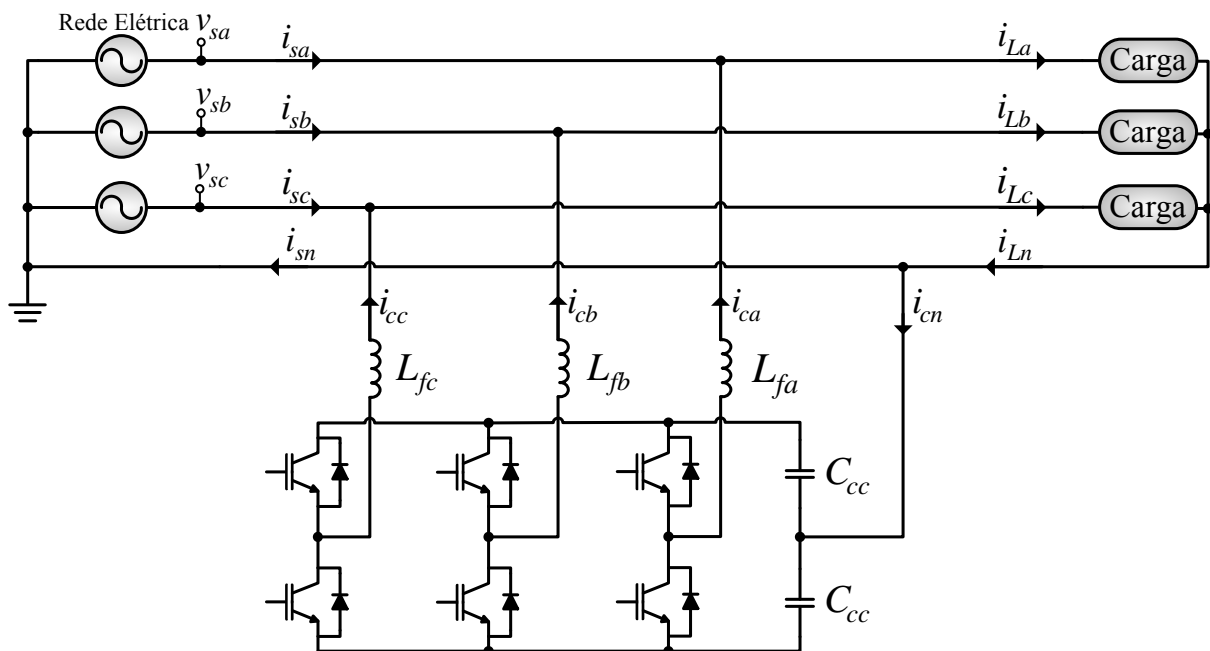 Rede Elétrica
v_sa
i_sa
i_La
Carga
v_sb
i_sb
i_Lb
Carga
v_sc
i_sc
i_Lc
Carga
i_sn
i_Ln
i_cc
i_cb
i_ca
i_cn
L_fc
L_fb
L_fa
C_cc
C_cc